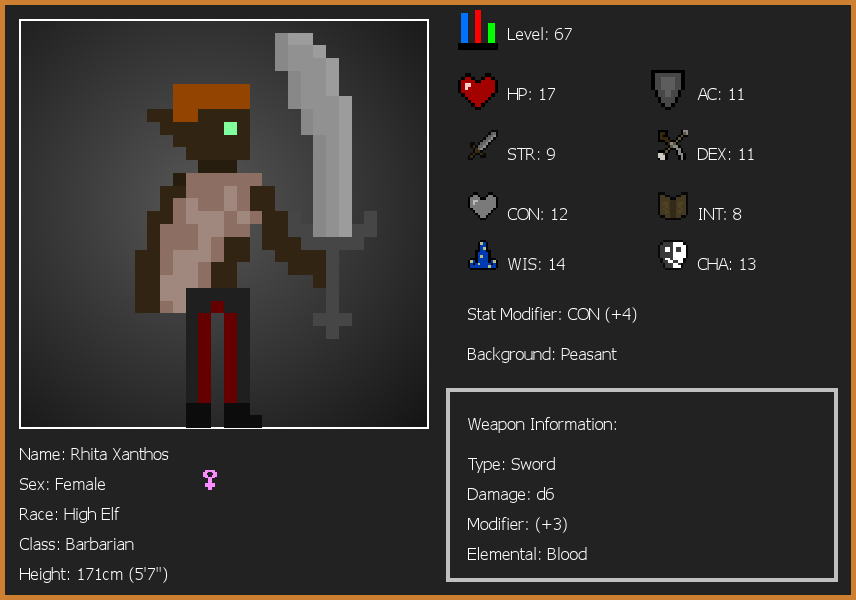 Level: 67
HP: 17
AC: 11
STR: 9
DEX: 11
CON: 12
INT: 8
WIS: 14
CHA: 13
Stat Modifier: CON (+4)
Background: Peasant
Weapon Information:
Type: Sword
Damage: d6
Modifier: (+3)
Elemental: Blood
Name: Rhita Xanthos
Sex: Female
Race: High Elf
Class: Barbarian
Height: 171cm (5'7")